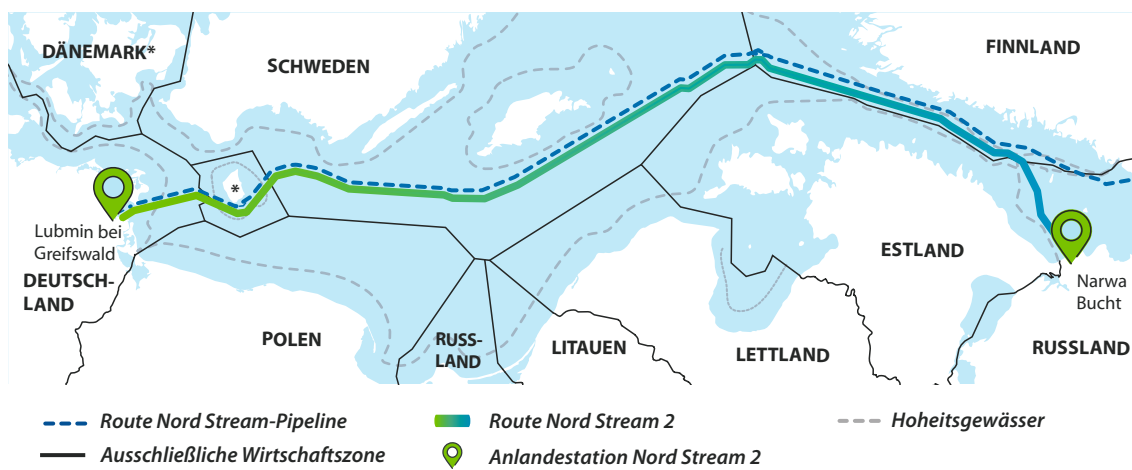 DÄNEMARK*
SCHWEDEN
FINNLAND
*
Lubmin bei
Greifswald
DEUTSCH-
LAND
ESTLAND
Narwa
Bucht
POLEN
RUSS-
LAND
LITAUEN
LETTLAND
RUSSLAND
Route Nord Stream-Pipeline
Route Nord Stream 2
Hoheitsgewässer
Ausschließliche Wirtschaftszone
Anlandestation Nord Stream 2